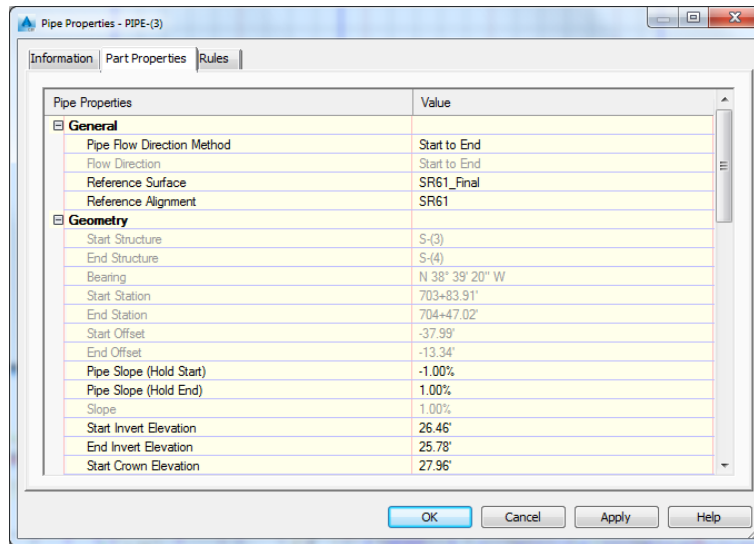 Pipe Properties - PIPE-(3)
Information Part Properties Rules
Pipe Properties Value
General
Pipe Flow Direction Method Start to End
Flow Direction Start to End
Reference Surface SR61_Final
Reference Alignment SR61
Geometry
Start Structure S-(3)
End Structure S-(4)
Bearing N 38° 39' 20" W
Start Station 703+83.91'
End Station 704+47.02'
Start Offset -37.99'
End Offset -13.34'
Pipe Slope (Hold Start) -1.00%
Pipe Slope (Hold End) 1.00%
Slope 1.00%
Start Invert Elevation 26.46'
End Invert Elevation 25.78'
Start Crown Elevation 27.96'
OK Cancel Apply Help